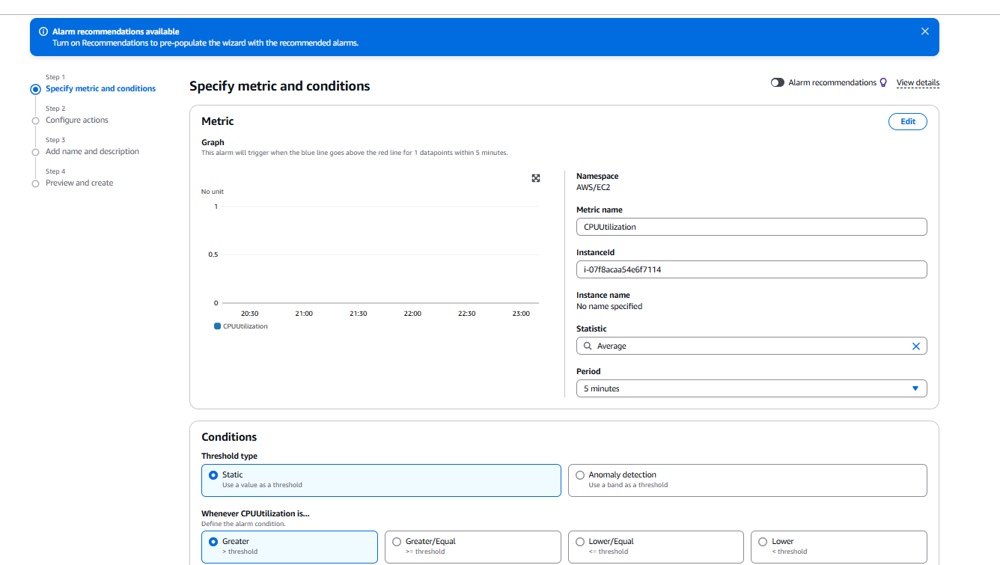 Alarm recommendations available
Turn on Recommendations to pre-populate the wizard with the recommended alarms.
Step 1
Specify metric and conditions
Step 2
Configure actions
Step 3
Add name and description
Step 4
Preview and create
Specify metric and conditions
Alarm recommendations
View details
Metric
Edit
Graph
This alarm will trigger when the blue line goes above the red line for 1 datapoints within 5 minutes.
No unit
1
0.5
0
20:30 21:00 21:30 22:00 22:30 23:00
CPUUtilization
Namespace
AWS/EC2
Metric name
CPUUtilization
InstanceId
i-07f8acaa54e6f7114
Instance name
No name specified
Statistic
Average
Period
5 minutes
Conditions
Threshold type
Static
Use a value as a threshold
Anomaly detection
Use a band as a threshold
Whenever CPUUtilization is...
Define the alarm condition.
Greater
> threshold
Greater/Equal
>= threshold
Lower/Equal
<= threshold
Lower
< threshold